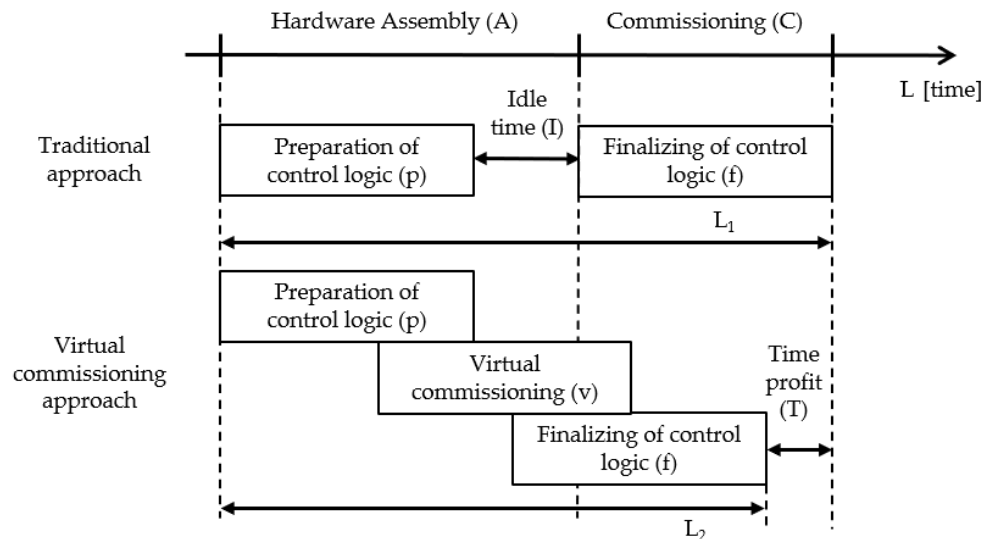 Hardware Assembly (A)
Commissioning (C)
L [time]
Idle
time (I)
Traditional
approach
Preparation of
control logic (p)
Finalizing of control
logic (f)
L₁
Preparation of
control logic (p)
Virtual
commissioning
approach
Virtual
commissioning (v)
Time
profit
(T)
Finalizing of control
logic (f)
L₂